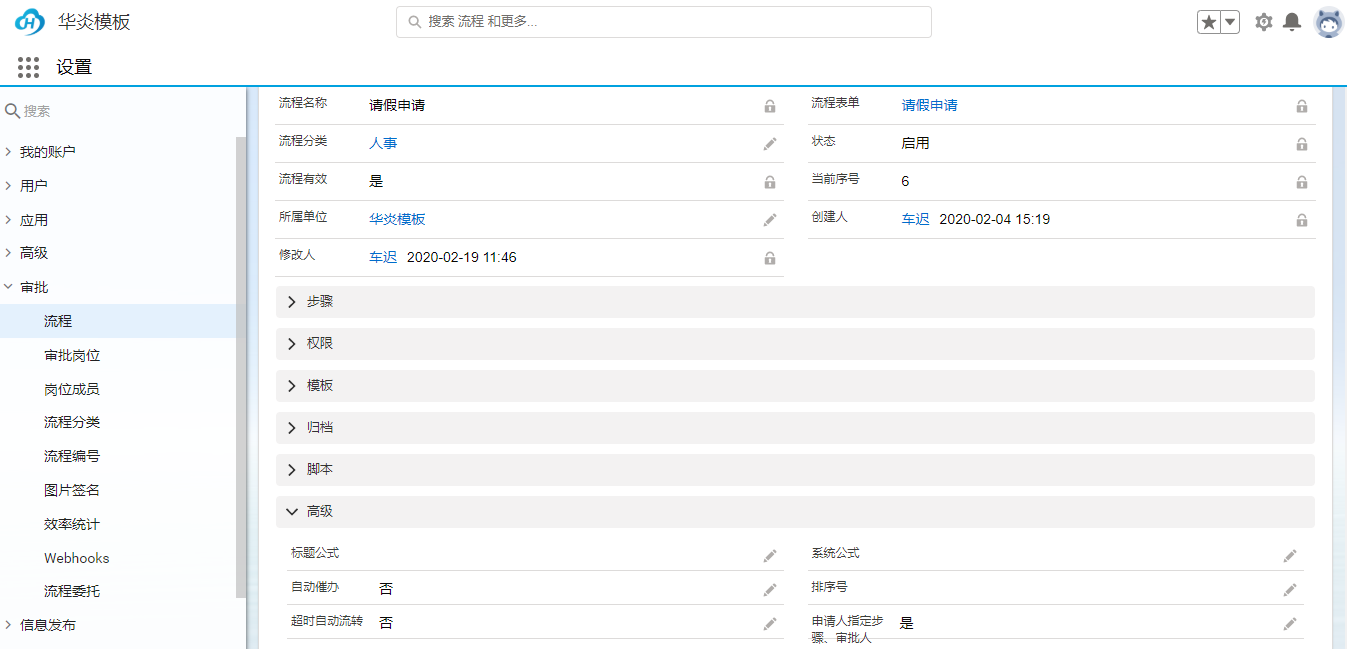 华炎模板
搜索 流程 和更多...
设置
搜索
我的账户
用户
应用
高级
审批
流程
审批岗位
岗位成员
流程分类
流程编号
图片签名
效率统计
Webhooks
流程委托
信息发布
流程名称 请假申请
流程表单 请假申请
流程分类 人事
状态 启用
流程有效 是
当前序号 6
所属单位 华炎模板
创建人 车迟 2020-02-04 15:19
修改人 车迟 2020-02-19 11:46
步骤
权限
模板
归档
脚本
高级
标题公式
系统公式
自动催办 否
排序号
超时自动流转 否
申请人指定步 是
骤、审批人